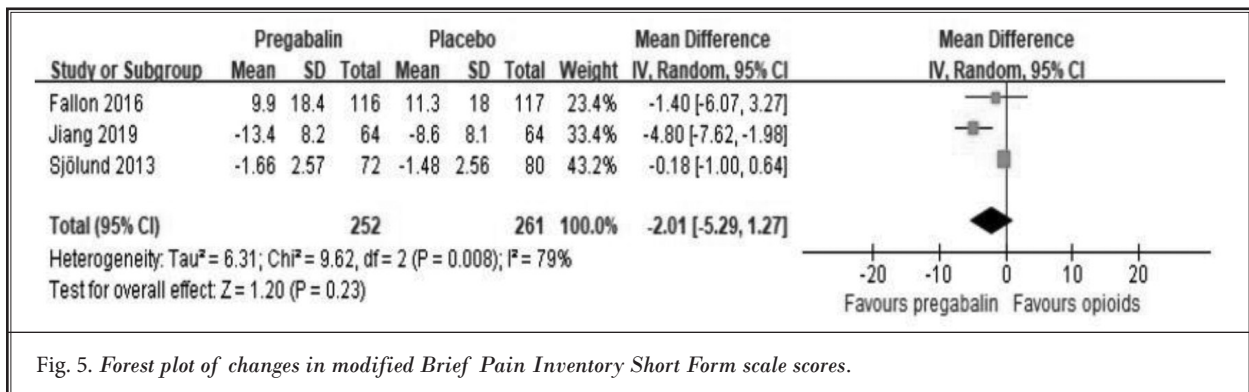 Pregabalin Placebo Mean Difference Mean Difference
Study or Subgroup Mean SD Total Mean SD Total Weight IV, Random, 95% CI IV, Random, 95% CI
Fallon 2016 9.9 18.4 116 11.3 18 117 23.4% -1.40 [-6.07, 3.27]
Jiang 2019 -13.4 8.2 64 -8.6 8.1 64 33.4% -4.80 [-7.62, -1.98]
Sjölund 2013 -1.66 2.57 72 -1.48 2.56 80 43.2% -0.18 [-1.00, 0.64]
Total (95% CI) 252 261 100.0% -2.01 [-5.29, 1.27]
Heterogeneity: Tau² = 6.31; Chi² = 9.62, df = 2 (P = 0.008); I² = 79%
Test for overall effect: Z = 1.20 (P = 0.23)
-20 -10 0 10 20
Favours pregabalin Favours opioids
Fig. 5. Forest plot of changes in modified Brief Pain Inventory Short Form scale scores.